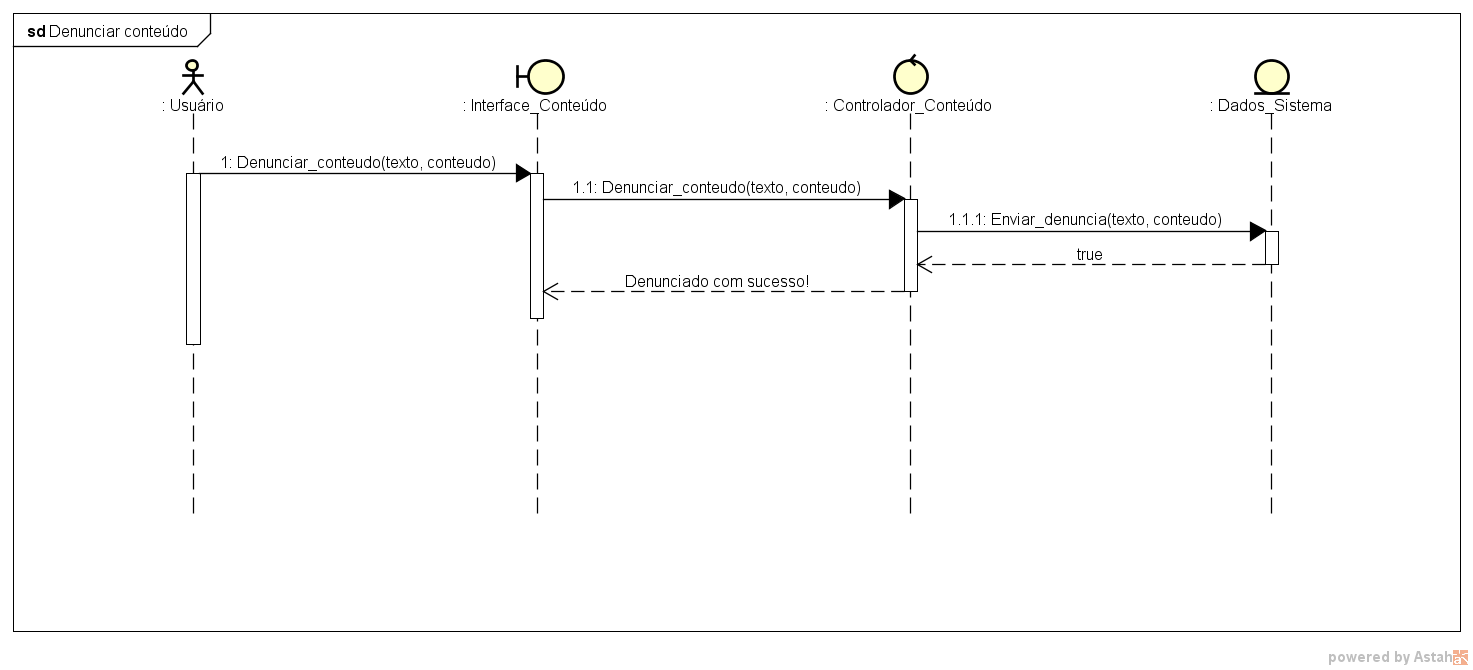 sd Denunciar conteúdo
: Usuário
: Interface_Conteúdo
: Controlador_Conteúdo
: Dados_Sistema
1: Denunciar_conteudo(texto, conteudo)
1.1: Denunciar_conteudo(texto, conteudo)
1.1.1: Enviar_denuncia(texto, conteudo)
true
Denunciado com sucesso!
powered by Astah